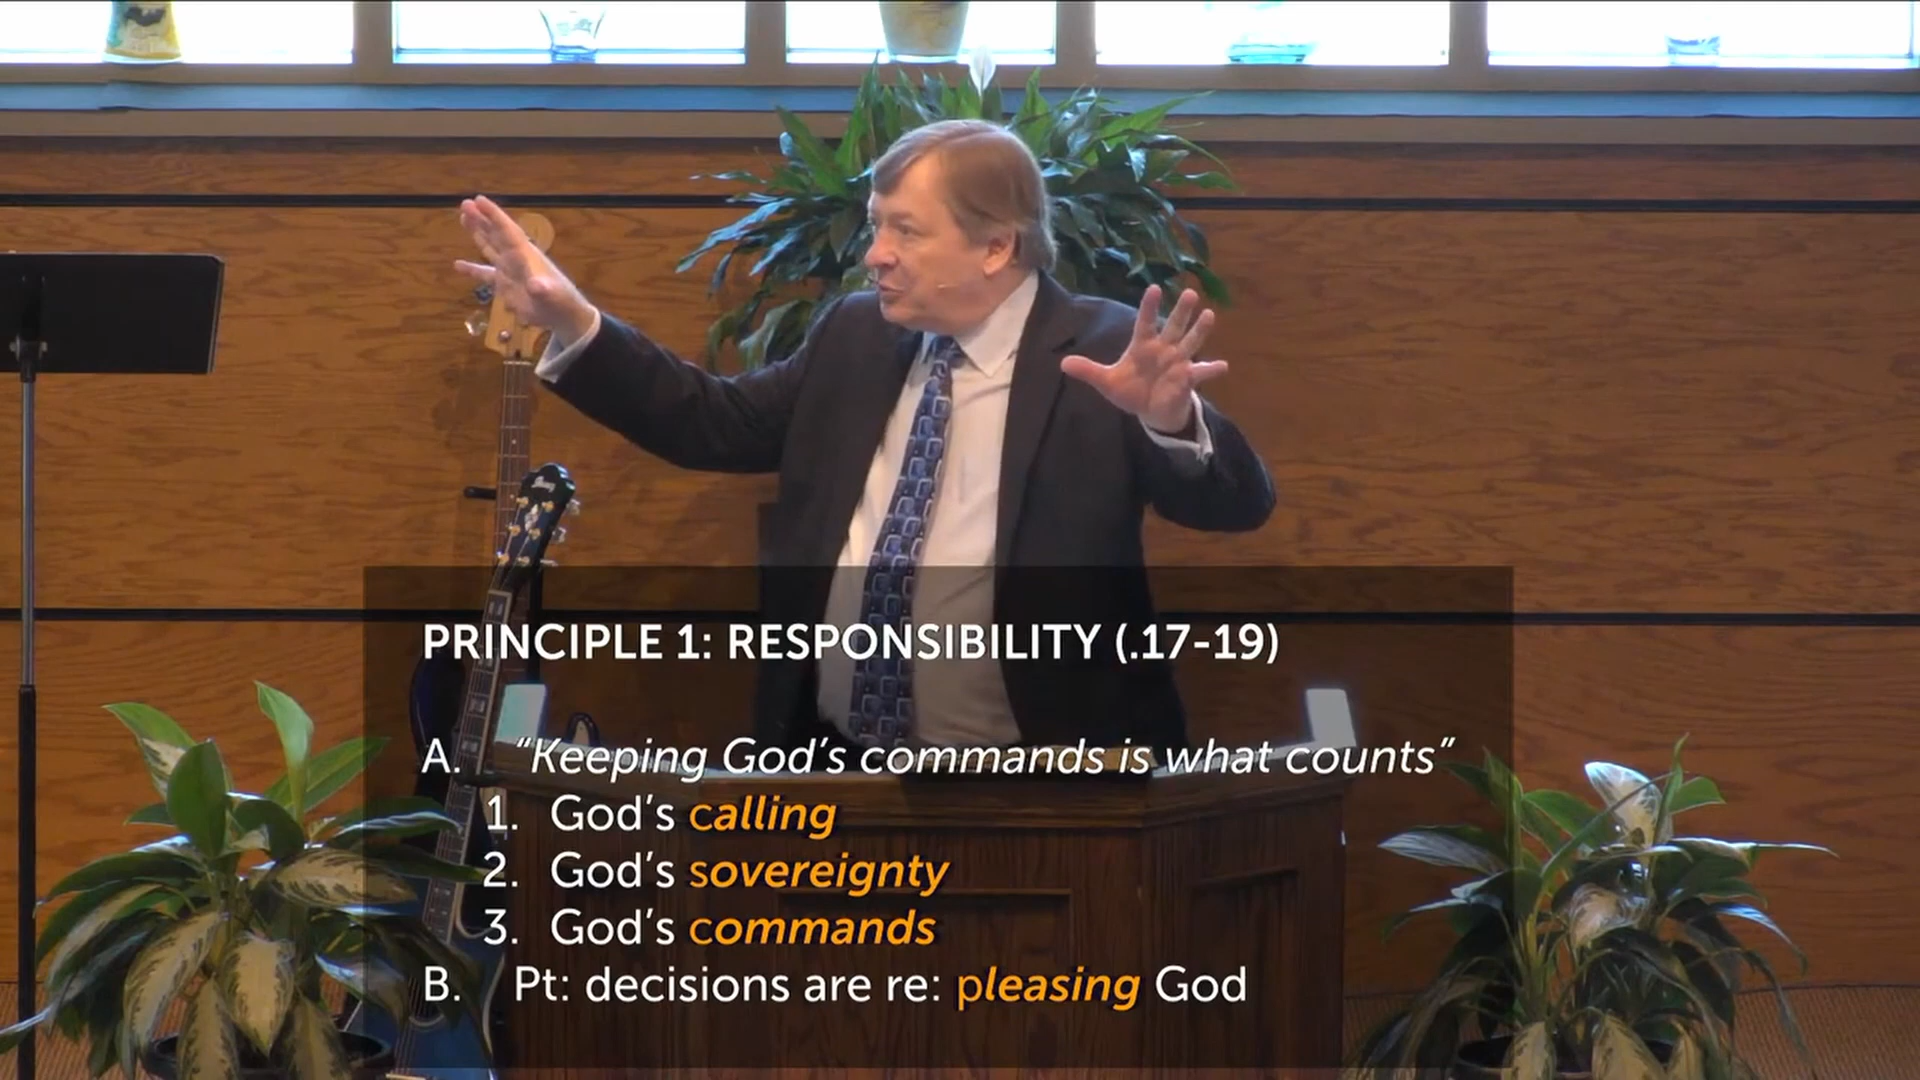 PRINCIPLE 1: RESPONSIBILITY (.17-19)
A. “Keeping God’s commands is what counts”
1. God’s calling
2. God’s sovereignty
3. God’s commands
B. Pt: decisions are re: pleasing God